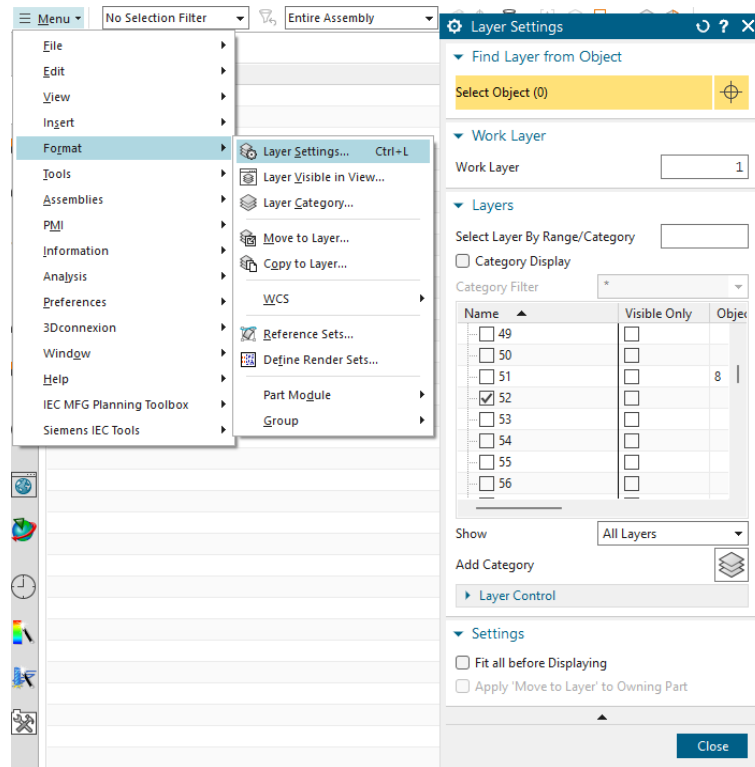 Menu
No Selection Filter
Entire Assembly
File
Edit
View
Insert
Format
Tools
Assemblies
PMI
Information
Analysis
Preferences
3Dconnexion
Window
Help
IEC MFG Planning Toolbox
Siemens IEC Tools
Layer Settings... Ctrl+L
Layer Visible in View...
Layer Category...
Move to Layer...
Copy to Layer...
WCS
Reference Sets...
Define Render Sets...
Part Module
Group
Layer Settings
Find Layer from Object
Select Object (0)
Work Layer
Work Layer 1
Layers
Select Layer By Range/Category
Category Display
Category Filter *
Name Visible Only Objec
49
50
51 8
52
53
54
55
56
Show All Layers
Add Category
Layer Control
Settings
Fit all before Displaying
Apply 'Move to Layer' to Owning Part
Close